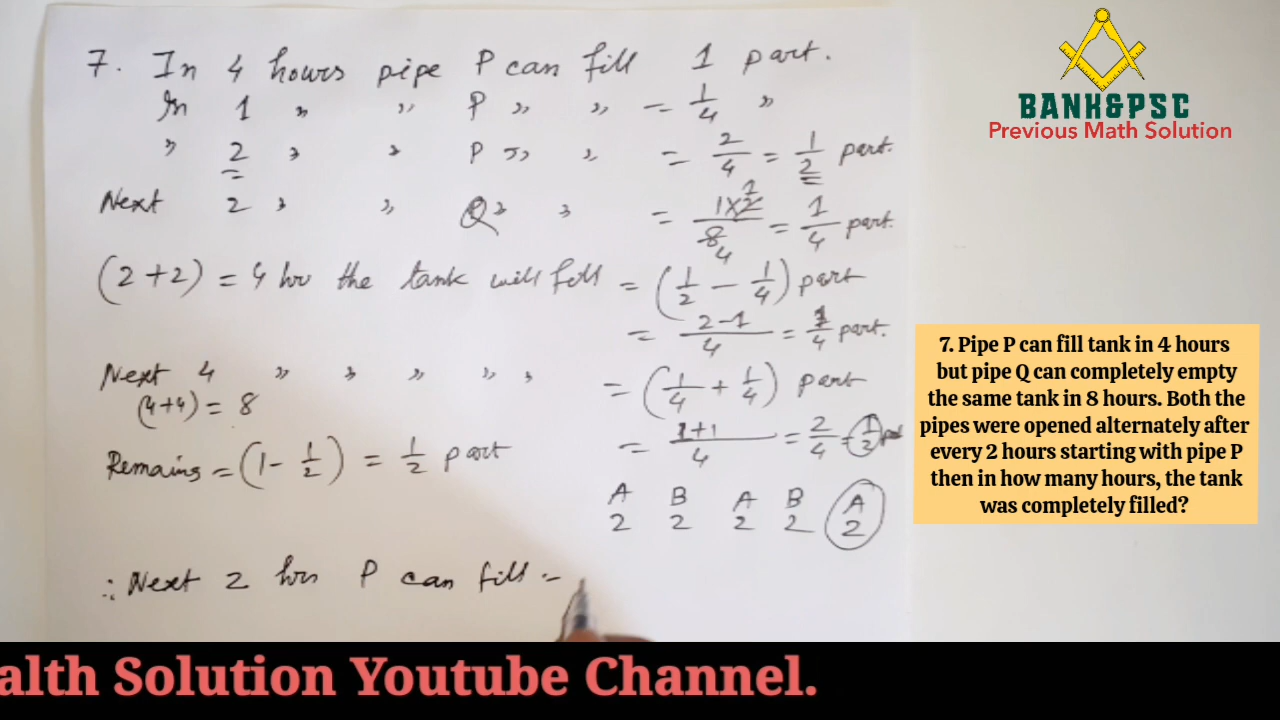 7. In 4 hours pipe P can fill 1 part.
In 1 " " P " " = 1/4 "
" 2 " " P " " = 2/4 = 1/2 part.
Next 2 " " Q " " = 1x2/8 = 1/4 part.
(2+2) = 4 hr the tank will fill = (1/2 - 1/4) part
= 2-1/4 = 1/4 part.
Next 4 " " " " " = (1/4 + 1/4) part
(4+4) = 8
= 1+1/4 = 2/4 = 1/2
Remains = (1 - 1/2) = 1/2 part
A B A B A
2 2 2 2 2
∴ Next 2 hrs P can fill =
BANK&PSC
Previous Math Solution
7. Pipe P can fill tank in 4 hours
but pipe Q can completely empty
the same tank in 8 hours. Both the
pipes were opened alternately after
every 2 hours starting with pipe P
then in how many hours, the tank
was completely filled?
alth Solution Youtube Channel.